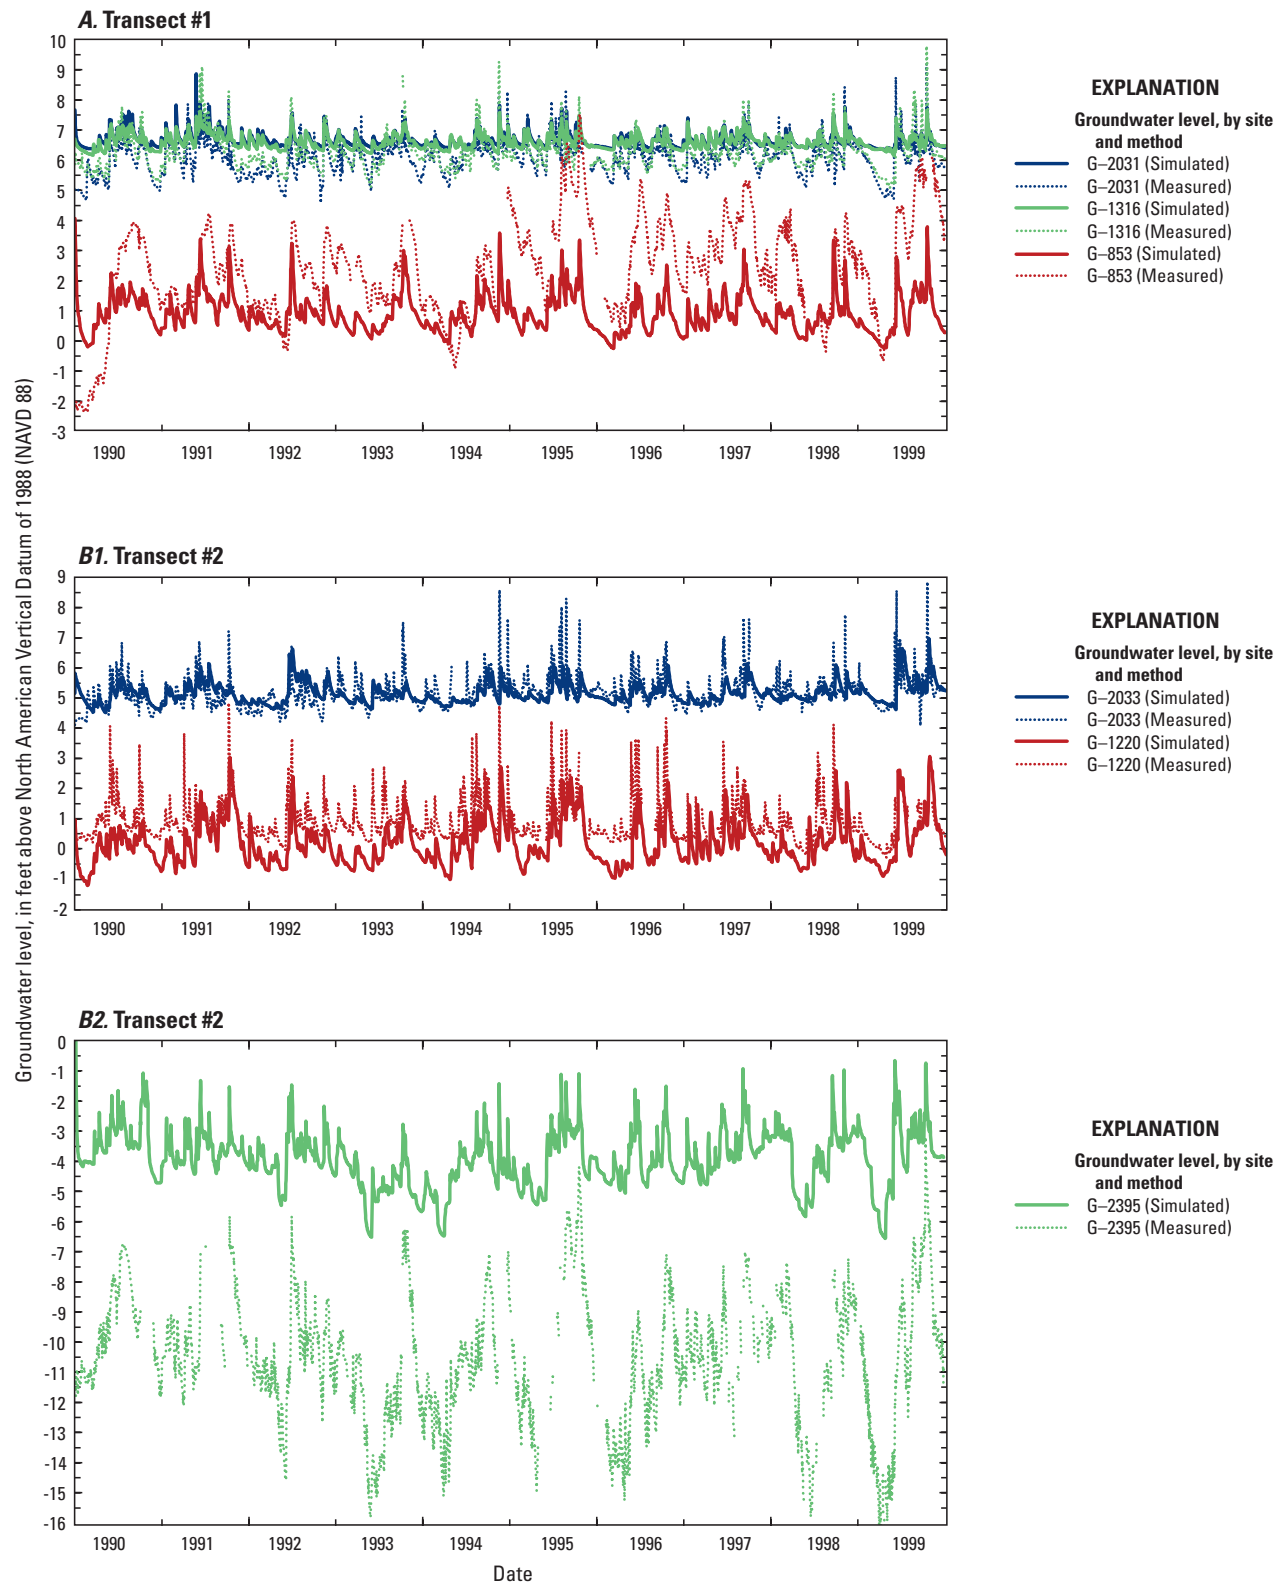 A. Transect #1
10
9
8
7
6
5
4
3
2
1
0
-1
-2
-3
1990 1991 1992 1993 1994 1995 1996 1997 1998 1999
EXPLANATION
Groundwater level, by site
and method
G–2031 (Simulated)
G–2031 (Measured)
G–1316 (Simulated)
G–1316 (Measured)
G–853 (Simulated)
G–853 (Measured)
Groundwater level, in feet above North American Vertical Datum of 1988 (NAVD 88)
B1. Transect #2
9
8
7
6
5
4
3
2
1
0
-1
-2
1990 1991 1992 1993 1994 1995 1996 1997 1998 1999
EXPLANATION
Groundwater level, by site
and method
G–2033 (Simulated)
G–2033 (Measured)
G–1220 (Simulated)
G–1220 (Measured)
B2. Transect #2
0
-1
-2
-3
-4
-5
-6
-7
-8
-9
-10
-11
-12
-13
-14
-15
-16
1990 1991 1992 1993 1994 1995 1996 1997 1998 1999
Date
EXPLANATION
Groundwater level, by site
and method
G–2395 (Simulated)
G–2395 (Measured)